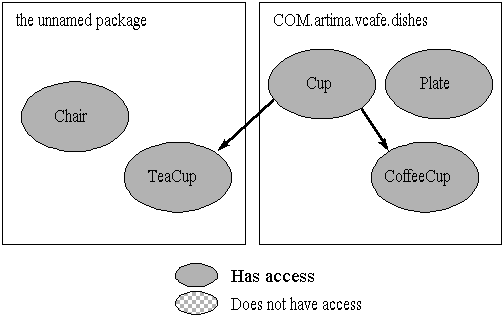 the unnamed package
COM.artima.vcafe.dishes
Cup
Plate
Chair
TeaCup
CoffeeCup
Has access
Does not have access